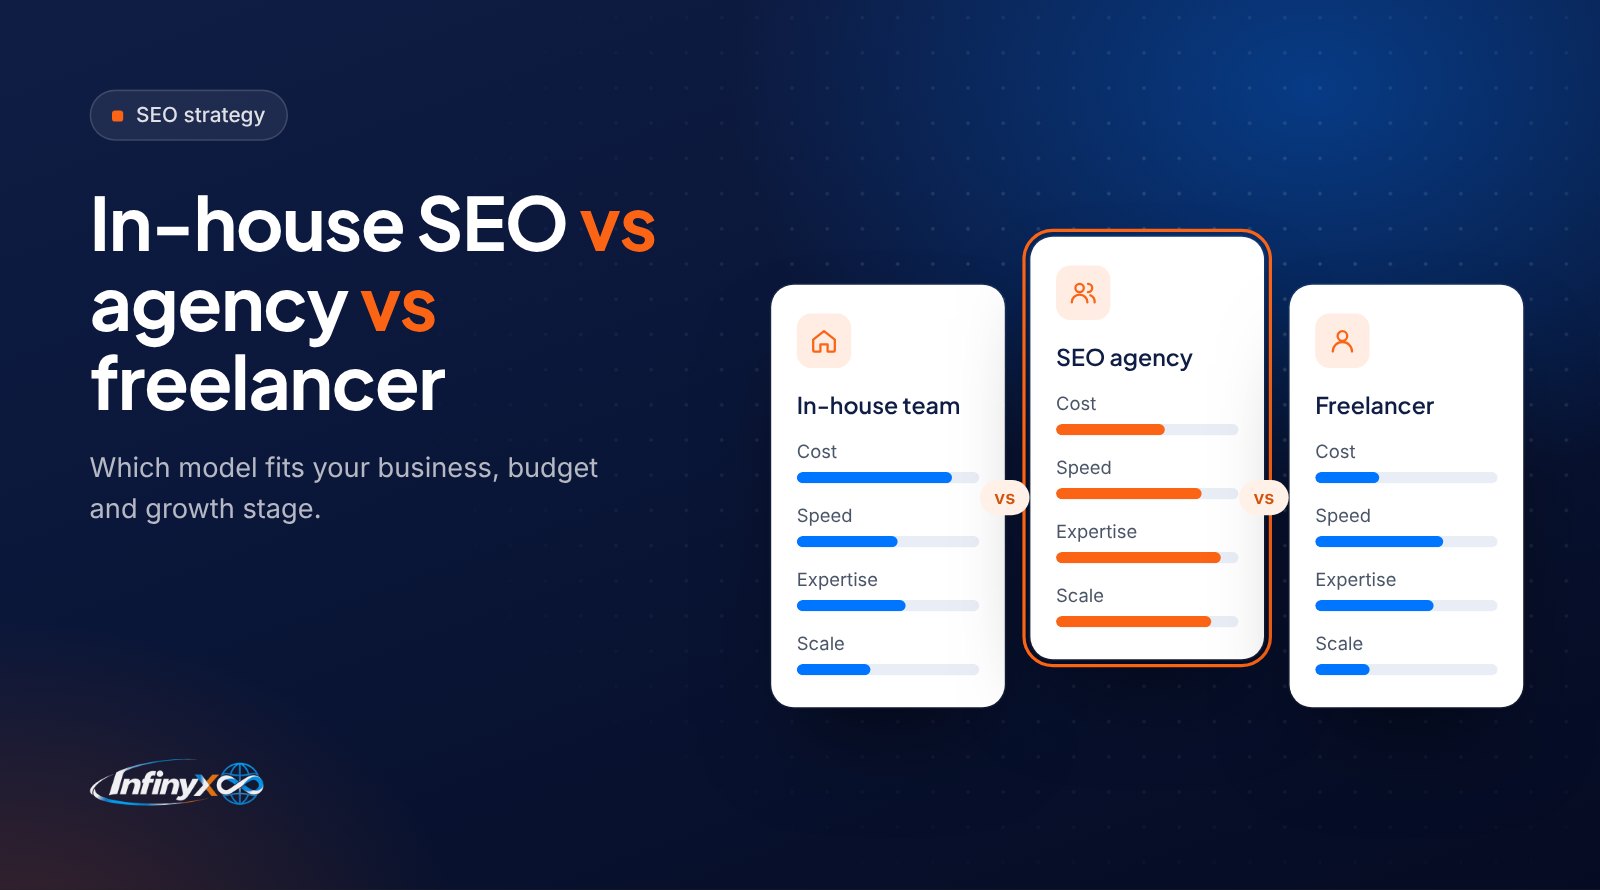 SEO strategy
In-house SEO vs
agency vs
freelancer
Which model fits your business, budget
and growth stage.
In-house team
Cost
Speed
Expertise
Scale
vs
SEO agency
Cost
Speed
Expertise
Scale
vs
Freelancer
Cost
Speed
Expertise
Scale
InfinyX